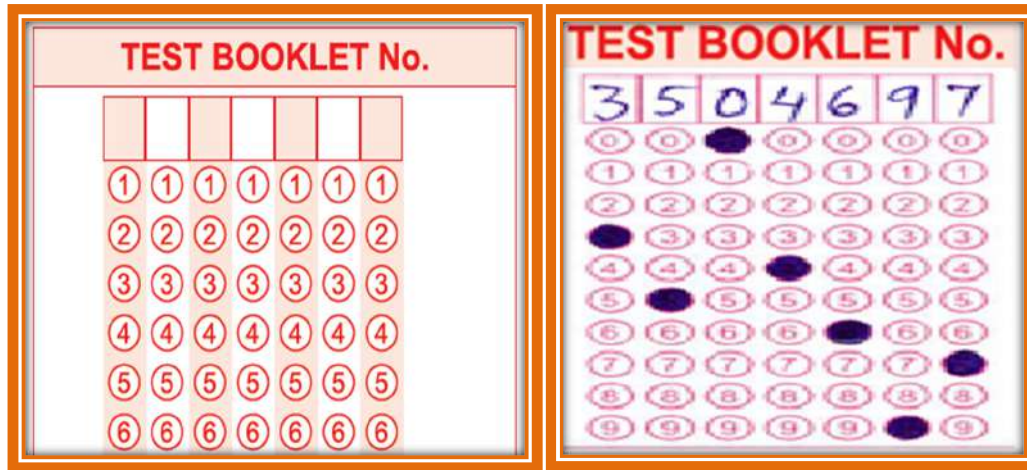 TEST BOOKLET No.
1 1 1 1 1 1 1
2 2 2 2 2 2 2
3 3 3 3 3 3 3
4 4 4 4 4 4 4
5 5 5 5 5 5 5
6 6 6 6 6 6 6
TEST BOOKLET No.
3 5 0 4 6 9 7
0 0 0 0 0 0
1 1 1 1 1 1 1
2 2 2 2 2 2 2
3 3 3 3 3 3
4 4 4 4 4 4
5 5 5 5 5 5
6 6 6 6 6 6
7 7 7 7 7 7
8 8 8 8 8 8 8
9 9 9 9 9 9